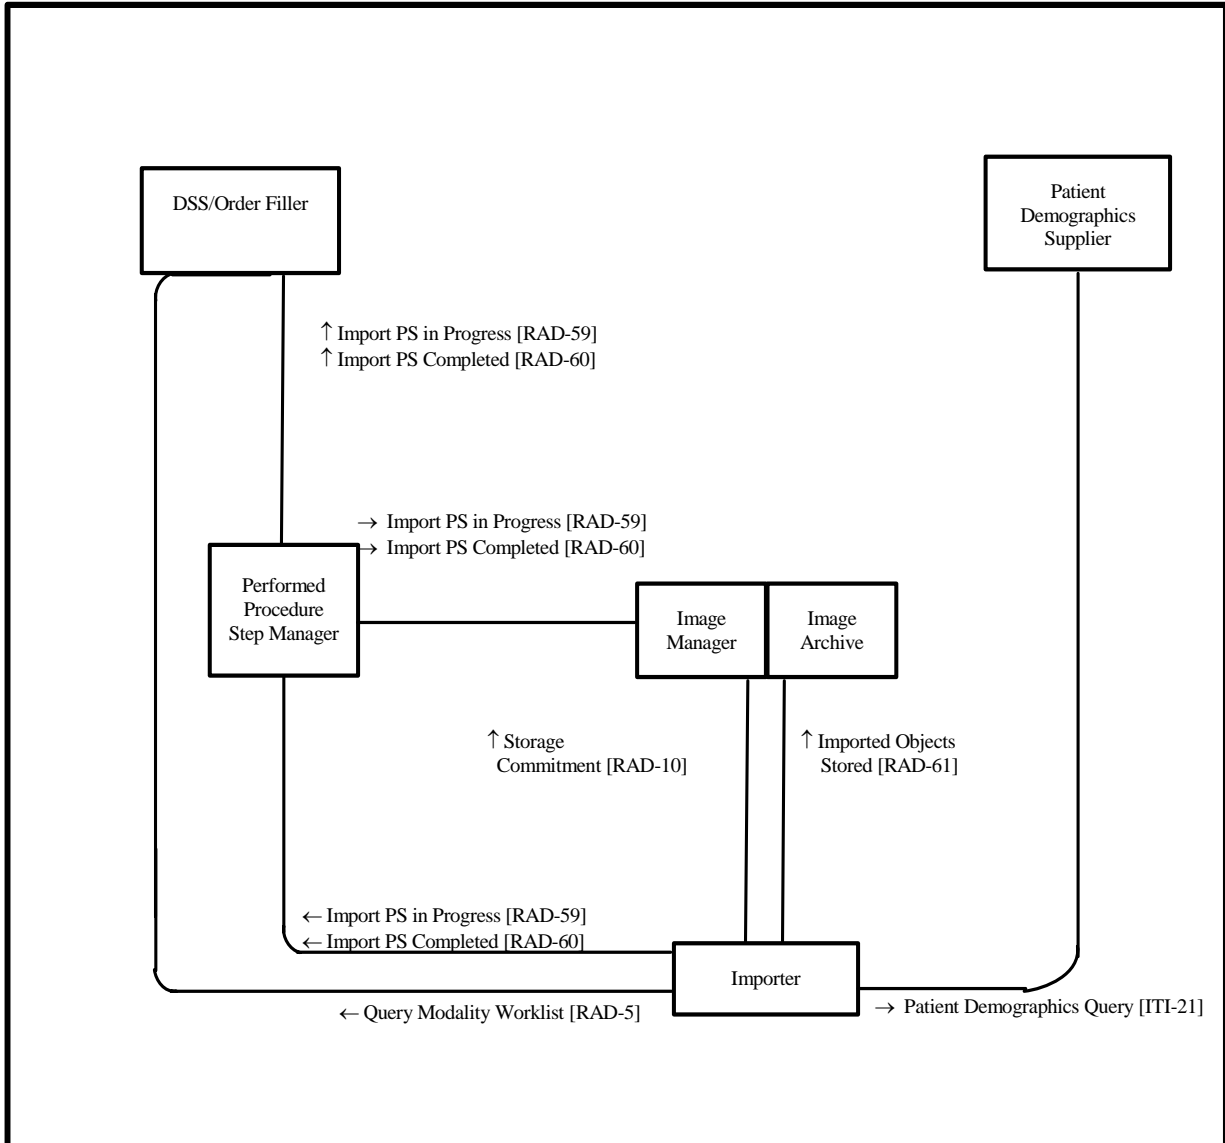 DSS/Order Filler
Patient
Demographics
Supplier
↑ Import PS in Progress [RAD-59]
↑ Import PS Completed [RAD-60]
→ Import PS in Progress [RAD-59]
→ Import PS Completed [RAD-60]
Performed
Procedure
Step Manager
Image
Manager
Image
Archive
↑ Storage
Commitment [RAD-10]
↑ Imported Objects
Stored [RAD-61]
← Import PS in Progress [RAD-59]
← Import PS Completed [RAD-60]
Importer
← Query Modality Worklist [RAD-5]
→ Patient Demographics Query [ITI-21]